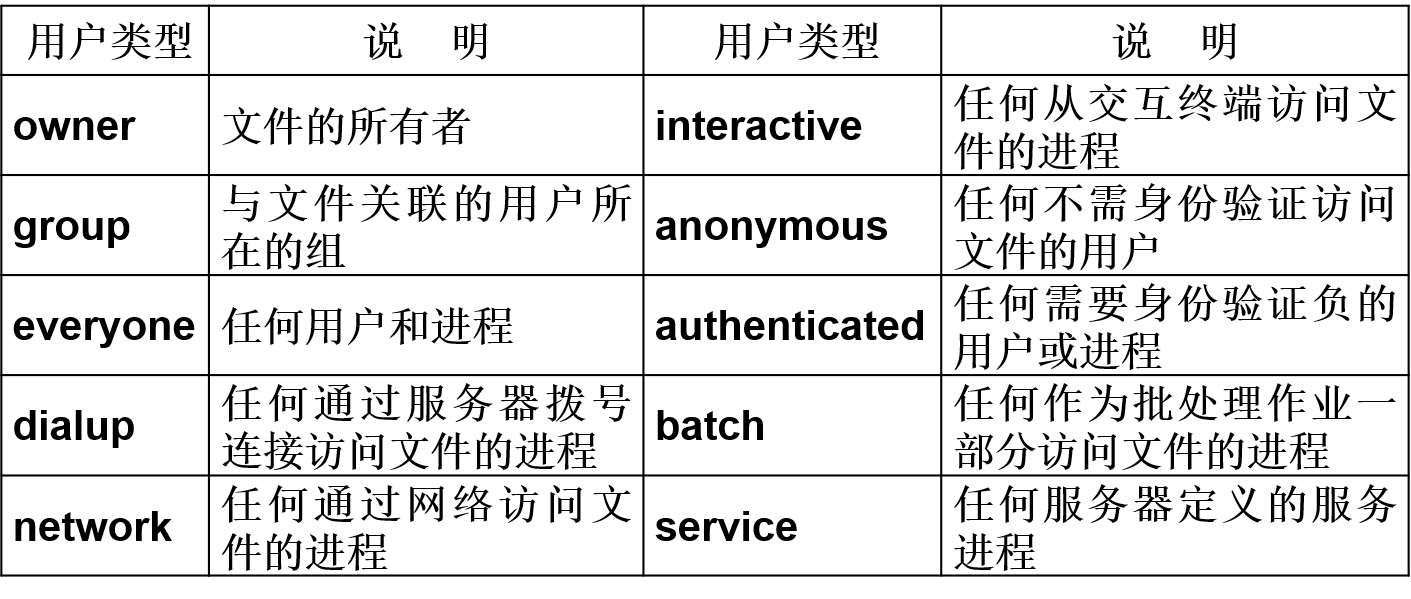 用户类型 说 明 用户类型 说 明
owner 文件的所有者 interactive 任何从交互终端访问文
件的进程
group 与文件关联的用户所
在的组 anonymous 任何不需身份验证访问
文件的用户
everyone 任何用户和进程 authenticated 任何需要身份验证负的
用户或进程
dialup 任何通过服务器拨号
连接访问文件的进程 batch 任何作为批处理作业一
部分访问文件的进程
network 任何通过网络访问文
件的进程 service 任何服务器定义的服务
进程